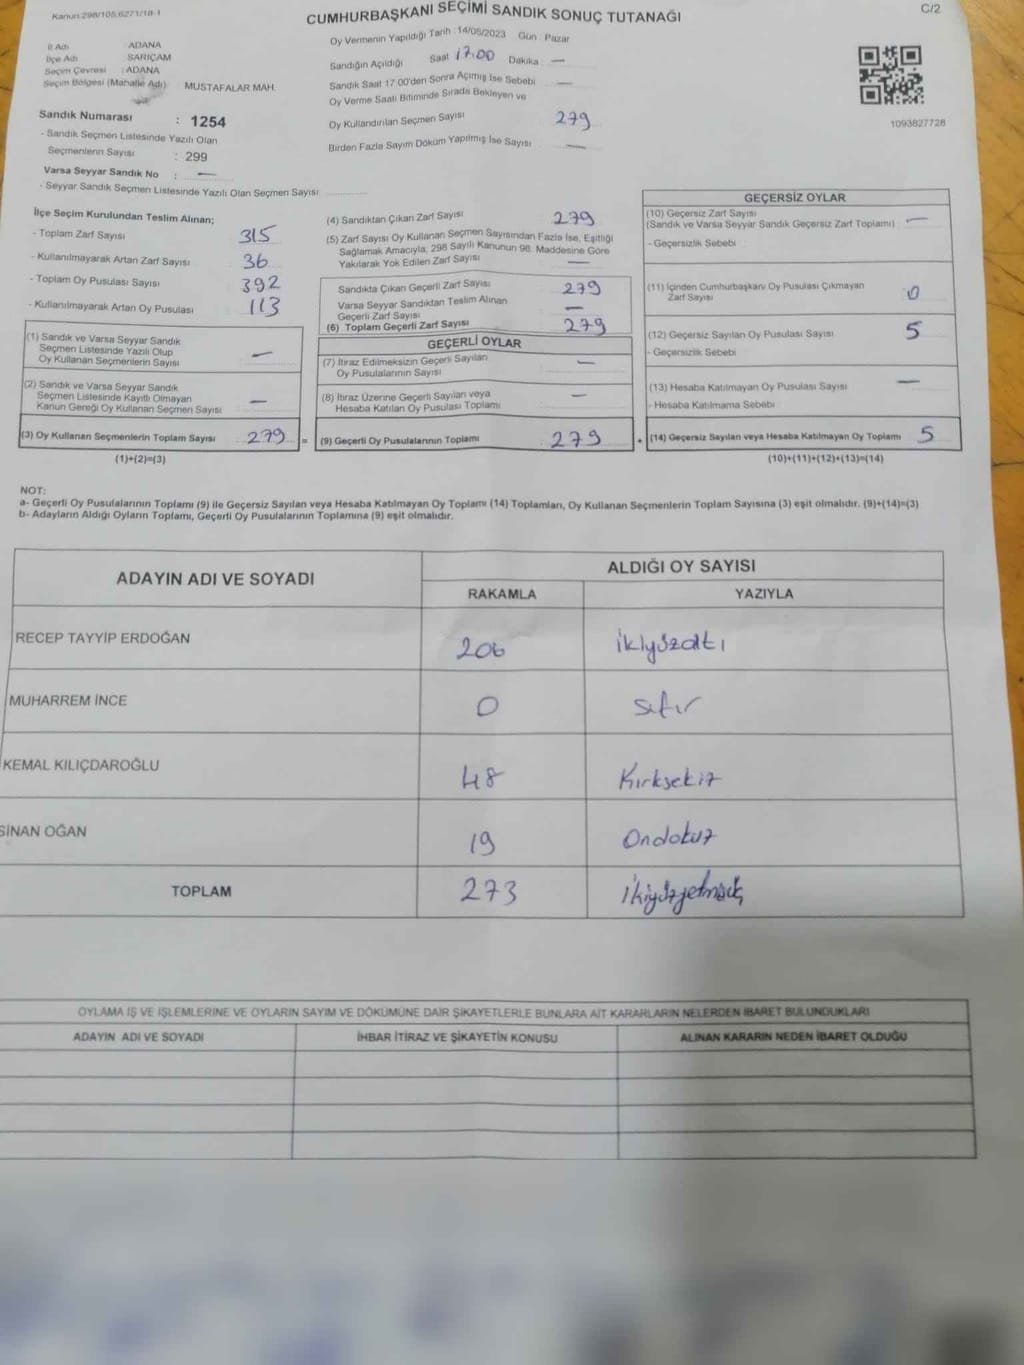 Kanun:298/105,6271/18-1
C/2
CUMHURBAŞKANI SEÇİMİ SANDIK SONUÇ TUTANAĞI
İl Adı : ADANA
İlçe Adı : SARIÇAM
Seçim Çevresi : ADANA
Seçim Bölgesi (Mahalle Adı) : MUSTAFALAR MAH.
Sandık Numarası : 1254
- Sandık Seçmen Listesinde Yazılı Olan
Seçmenlerin Sayısı : 299
Varsa Seyyar Sandık No : —
- Seyyar Sandık Seçmen Listesinde Yazılı Olan Seçmen Sayısı:
Oy Vermenin Yapıldığı Tarih : 14/05/2023 Gün : Pazar
Sandığın Açıldığı Saat 17.00 Dakika : —
Sandık Saat 17:00'den Sonra Açılmış İse Sebebi —
Oy Verme Saati Bitiminde Sırada Bekleyen ve
Oy Kullandırılan Seçmen Sayısı 279
Birden Fazla Sayım Döküm Yapılmış İse Sayısı —
1093827728
İlçe Seçim Kurulundan Teslim Alınan;
- Toplam Zarf Sayısı 315
- Kullanılmayarak Artan Zarf Sayısı 36
- Toplam Oy Pusulası Sayısı 392
- Kullanılmayarak Artan Oy Pusulası 113
(1) Sandık ve Varsa Seyyar Sandık
Seçmen Listesinde Yazılı Olup
Oy Kullanan Seçmenlerin Sayısı —
(2) Sandık ve Varsa Seyyar Sandık
Seçmen Listesinde Kayıtlı Olmayan
Kanun Gereği Oy Kullanan Seçmen Sayısı —
(3) Oy Kullanan Seçmenlerin Toplam Sayısı 279 =
(1)+(2)=(3)
(4) Sandıktan Çıkan Zarf Sayısı 279
(5) Zarf Sayısı Oy Kullanan Seçmen Sayısından Fazla İse, Eşitliği
Sağlamak Amacıyla; 298 Sayılı Kanunun 98. Maddesine Göre
Yakılarak Yok Edilen Zarf Sayısı —
Sandıkta Çıkan Geçerli Zarf Sayısı 279
Varsa Seyyar Sandıktan Teslim Alınan
Geçerli Zarf Sayısı —
(6) Toplam Geçerli Zarf Sayısı 279
GEÇERLİ OYLAR
(7) İtiraz Edilmeksizin Geçerli Sayılan
Oy Pusulalarının Sayısı —
(8) İtiraz Üzerine Geçerli Sayılan veya
Hesaba Katılan Oy Pusulası Toplamı —
(9) Geçerli Oy Pusulalarının Toplamı 279 +
GEÇERSİZ OYLAR
(10) Geçersiz Zarf Sayısı
(Sandık ve Varsa Seyyar Sandık Geçersiz Zarf Toplamı) —
- Geçersizlik Sebebi :
(11) İçinden Cumhurbaşkanı Oy Pusulası Çıkmayan
Zarf Sayısı 0
(12) Geçersiz Sayılan Oy Pusulası Sayısı 5
- Geçersizlik Sebebi :
(13) Hesaba Katılmayan Oy Pusulası Sayısı —
- Hesaba Katılmama Sebebi :
(14) Geçersiz Sayılan veya Hesaba Katılmayan Oy Toplamı 5
(10)+(11)+(12)+(13)=(14)
NOT:
a- Geçerli Oy Pusulalarının Toplamı (9) ile Geçersiz Sayılan veya Hesaba Katılmayan Oy Toplamı (14) Toplamları, Oy Kullanan Seçmenlerin Toplam Sayısına (3) eşit olmalıdır. (9)+(14)=(3)
b- Adayların Aldığı Oyların Toplamı, Geçerli Oy Pusulalarının Toplamına (9) eşit olmalıdır.
ADAYIN ADI VE SOYADI ALDIĞI OY SAYISI
RAKAMLA YAZIYLA
RECEP TAYYİP ERDOĞAN 206 ikiyüzaltı
MUHARREM İNCE 0 sıfır
KEMAL KILIÇDAROĞLU 48 Kırksekiz
SİNAN OĞAN 19 Ondokuz
TOPLAM 273 ikiyüzyetmişüç
OYLAMA İŞ VE İŞLEMLERİNE VE OYLARIN SAYIM VE DÖKÜMÜNE DAİR ŞİKAYETLERLE BUNLARA AİT KARARLARIN NELERDEN İBARET BULUNDUKLARI
ADAYIN ADI VE SOYADI İHBAR İTİRAZ VE ŞİKAYETİN KONUSU ALINAN KARARIN NEDEN İBARET OLDUĞU